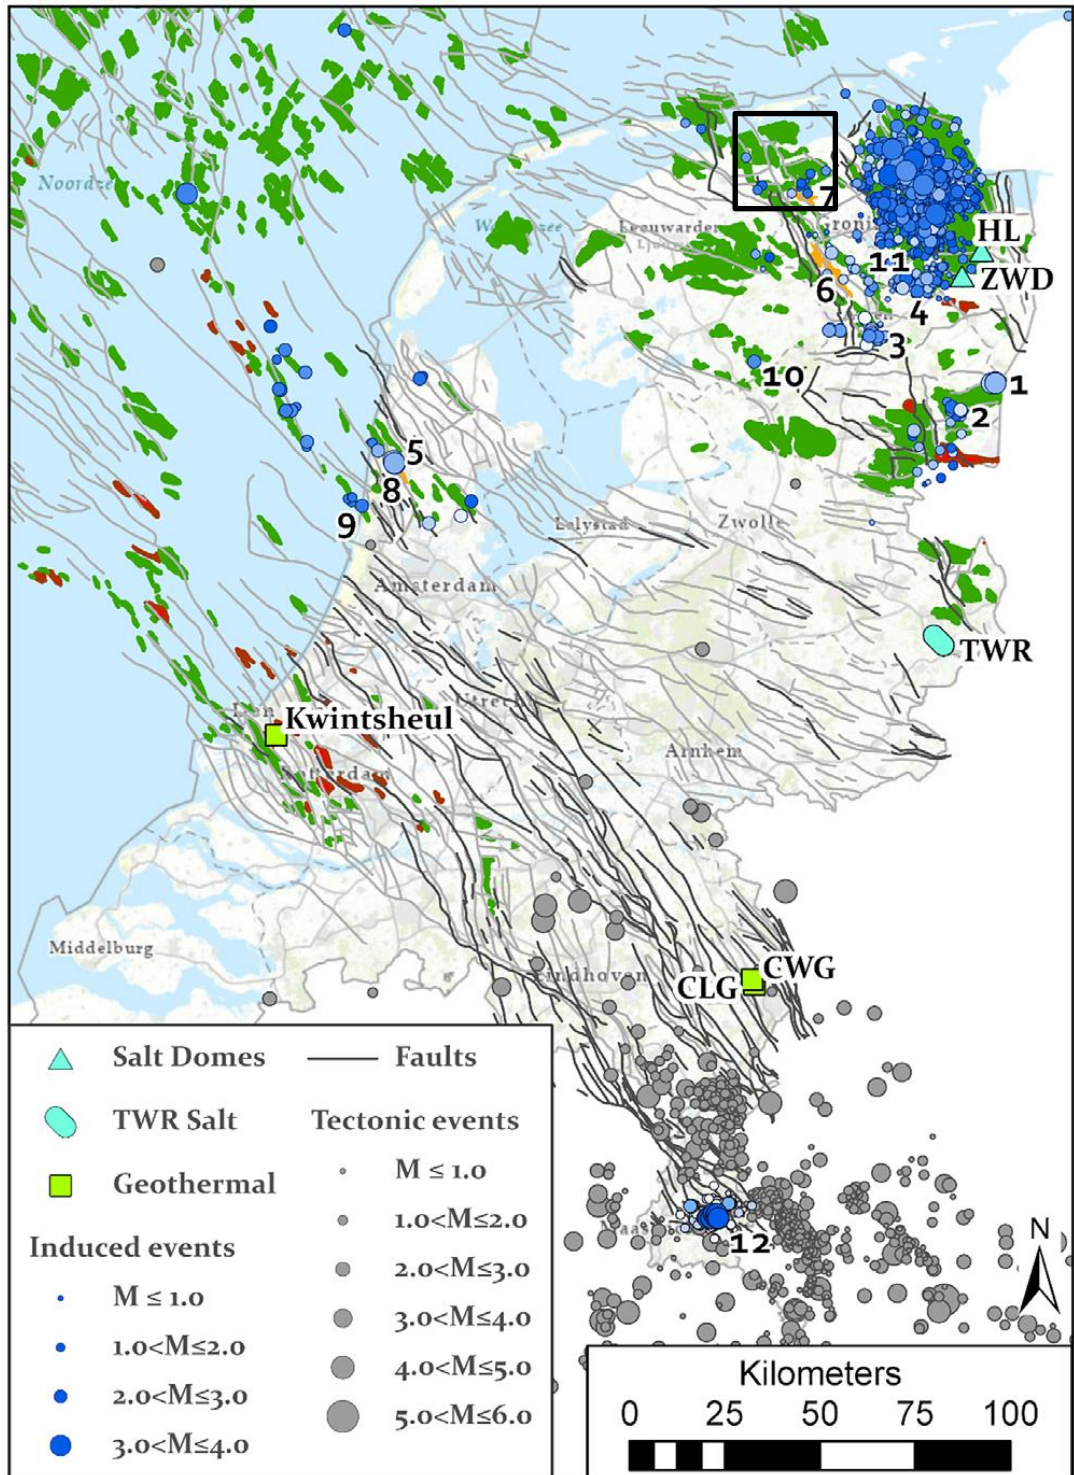 Noordzee
HL
7
Leeuwarden
11
ZWD
6
4
3
10
1
2
5
8
9
Lelystad
Zwolle
Amsterdam
TWR
Kwintsheul
Utrecht
Arnhem
Rotterdam
Middelburg
CWG
Eindhoven
CLG
12
Salt Domes
Faults
TWR Salt
Tectonic events
Geothermal
M ≤ 1.0
1.0<M≤2.0
Induced events
2.0<M≤3.0
M ≤ 1.0
3.0<M≤4.0
1.0<M≤2.0
4.0<M≤5.0
2.0<M≤3.0
5.0<M≤6.0
3.0<M≤4.0
N
Kilometers
0 25 50 75 100